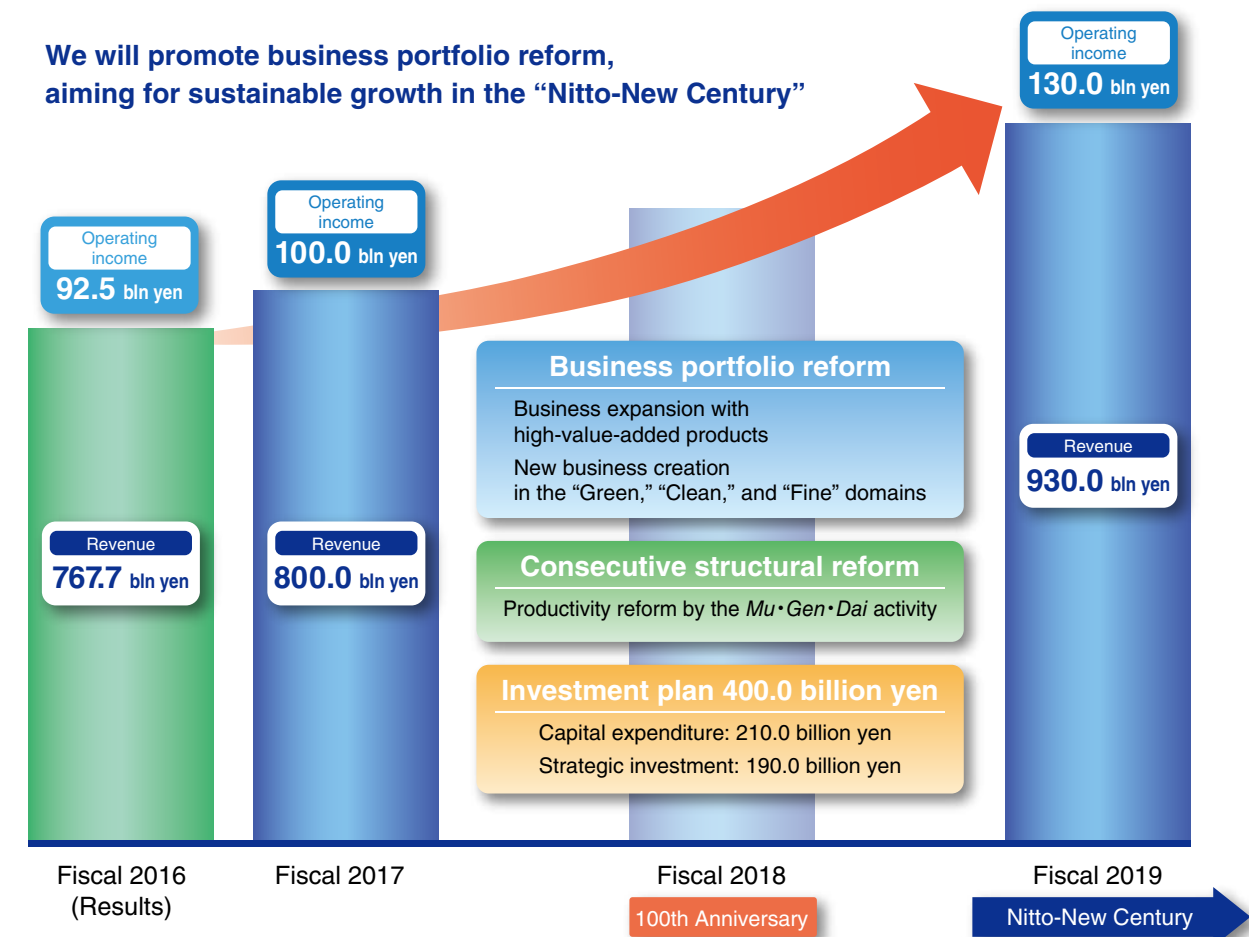 We will promote business portfolio reform,
aiming for sustainable growth in the “Nitto-New Century”
Operating
income
92.5 bln yen
Revenue
767.7 bln yen
Operating
income
100.0 bln yen
Revenue
800.0 bln yen
Business portfolio reform
Business expansion with
high-value-added products
New business creation
in the “Green,” “Clean,” and “Fine” domains
Consecutive structural reform
Productivity reform by the Mu・Gen・Dai activity
Investment plan 400.0 billion yen
Capital expenditure: 210.0 billion yen
Strategic investment: 190.0 billion yen
Operating
income
130.0 bln yen
Revenue
930.0 bln yen
Fiscal 2016
(Results)
Fiscal 2017
Fiscal 2018
100th Anniversary
Fiscal 2019
Nitto-New Century